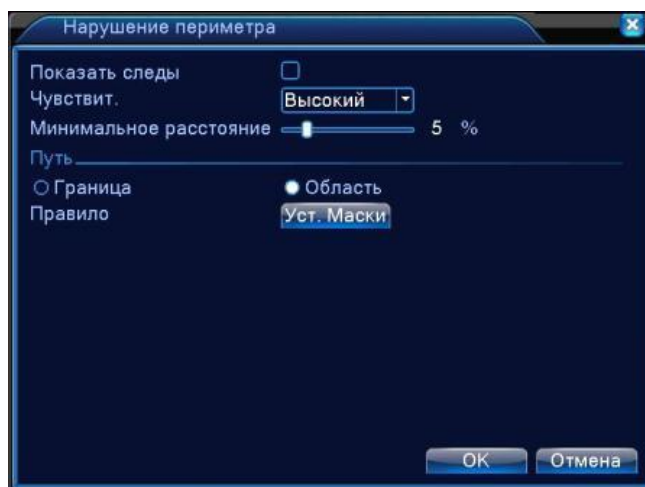 Нарушение периметра
Показать следы
Чувствит. Высокий
Минимальное расстояние 5 %
Путь
Граница Область
Правило Уст. Маски
OK Отмена